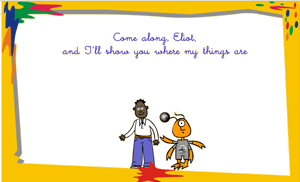 Come along, Eliot,
and I'll show you where my things are